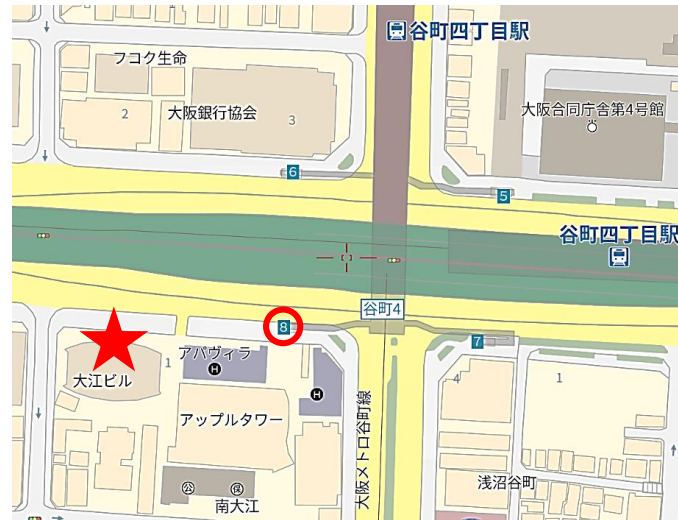 谷町四丁目駅
フコク生命
大阪銀行協会
2
3
大阪合同庁舎第4号館
6
5
谷町四丁目駅
谷町4
8
7
アパヴィラ
H
1
大江ビル
H
4
1
アップルタワー
大阪メトロ谷町線
公
保
南大江
浅沼谷町